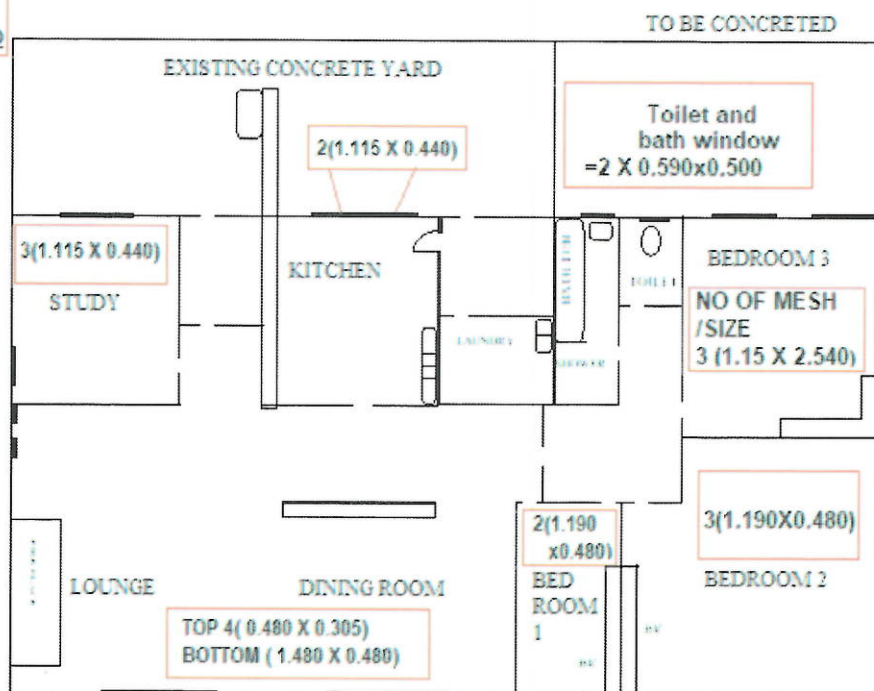 TO BE CONCRETED
EXISTING CONCRETE YARD
Toilet and
bath window
=2 X 0.590x0.500
2(1.115 X 0.440)
3(1.115 X 0.440)
STUDY
KITCHEN
BATH TUB
TOILET
BEDROOM 3
NO OF MESH
/SIZE
3 (1.15 X 2.540)
LAUNDRY
SHOWER
2(1.190
x0.480)
3(1.190X0.480)
LOUNGE
DINING ROOM
BED
ROOM
1
BEDROOM 2
TOP 4( 0.480 X 0.305)
BOTTOM ( 1.480 X 0.480)